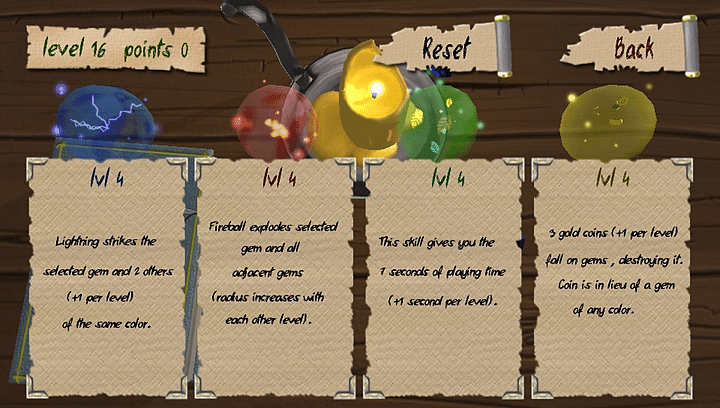 level 16 points 0
Reset
Back
lvl 4
Lightning strikes the
selected gem and 2 others
(+1 per level)
of the same color.
lvl 4
Fireball explodes selected
gem and all
adjacent gems
(radius increases with
each other level).
lvl 4
This skill gives you the
7 seconds of playing time
(+1 second per level).
lvl 4
3 gold coins (+1 per level)
fall on gems , destroying it.
Coin is in lieu of a gem
of any color.